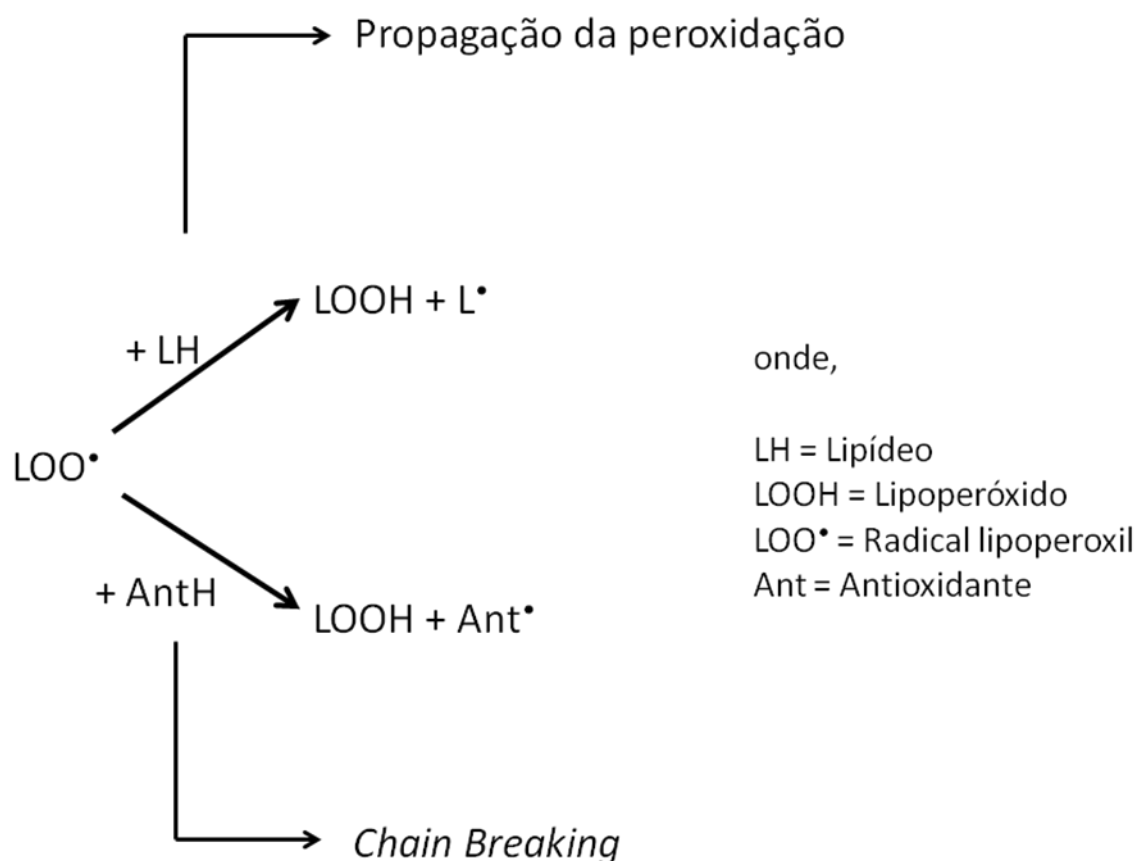 Propagação da peroxidação
LOOH + L•
+ LH
LOO•
+ AntH
LOOH + Ant•
Chain Breaking
onde,
LH = Lipídeo
LOOH = Lipoperóxido
LOO• = Radical lipoperoxil
Ant = Antioxidante